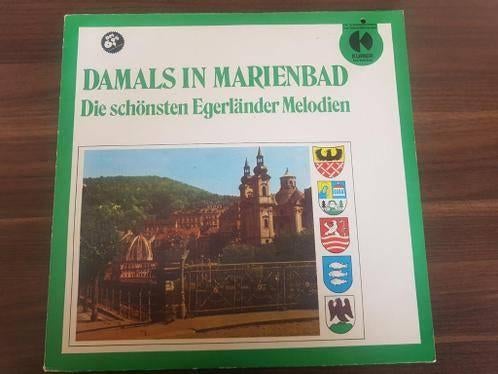 KURIER
DAMALS IN MARIENBAD
Die schönsten Egerländer Melodien